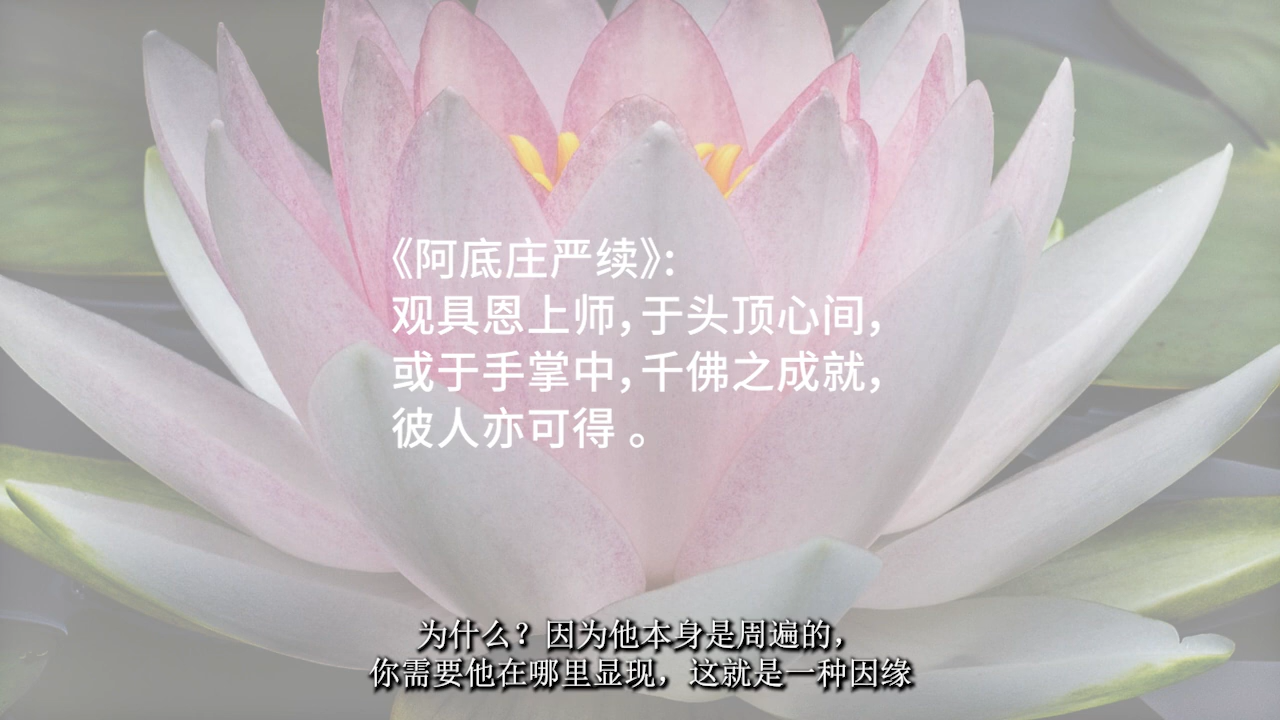 《阿底庄严续》:
观具恩上师,于头顶心间,
或于手掌中,千佛之成就,
彼人亦可得。
为什么？因为他本身是周遍的，
你需要他在哪里显现，这就是一种因缘